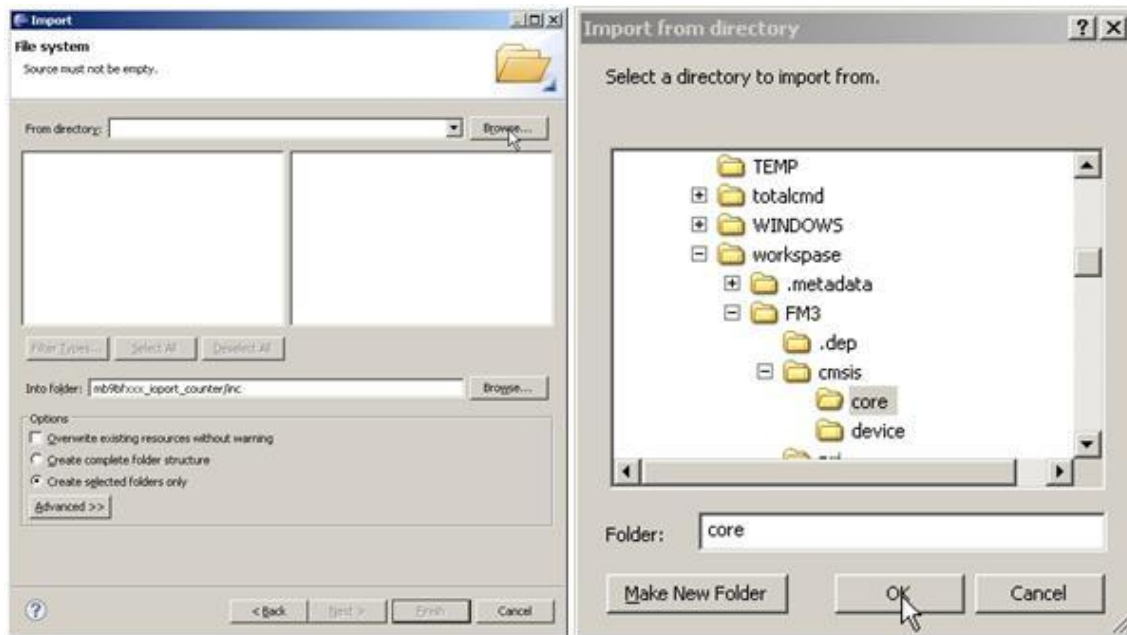 Import
File system
Source must not be empty.
From directory:
Browse...
Filter Types...
Select All
Deselect All
Into folder: mb9bfxxx_ioport_counter/inc
Browse...
Options
Overwrite existing resources without warning
Create complete folder structure
Create selected folders only
Advanced >>
?
< Back
Next >
Finish
Cancel
Import from directory
?
Select a directory to import from.
TEMP
totalcmd
WINDOWS
workspase
.metadata
FM3
.dep
cmsis
core
device
Folder: core
Make New Folder
OK
Cancel